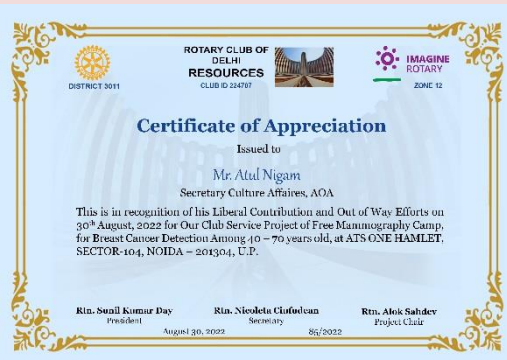 ROTARY CLUB OF
DELHI
RESOURCES
CLUB ID 224707
DISTRICT 3011
IMAGINE
ROTARY
ZONE 12
Certificate of Appreciation
Issued to
Mr. Atul Nigam
Secretary Culture Affaires, AOA
This is in recognition of his Liberal Contribution and Out of Way Efforts on
30th August, 2022 for Our Club Service Project of Free Mammography Camp,
for Breast Cancer Detection Among 40 – 70 years old, at ATS ONE HAMLET,
SECTOR-104, NOIDA – 201304, U.P.
Rtn. Sunil Kumar Day
Rtn. Nicoleta Ciufudean
Rtn. Alok Sahdev
President
Secretary
Project Chair
August 30, 2022
85/2022